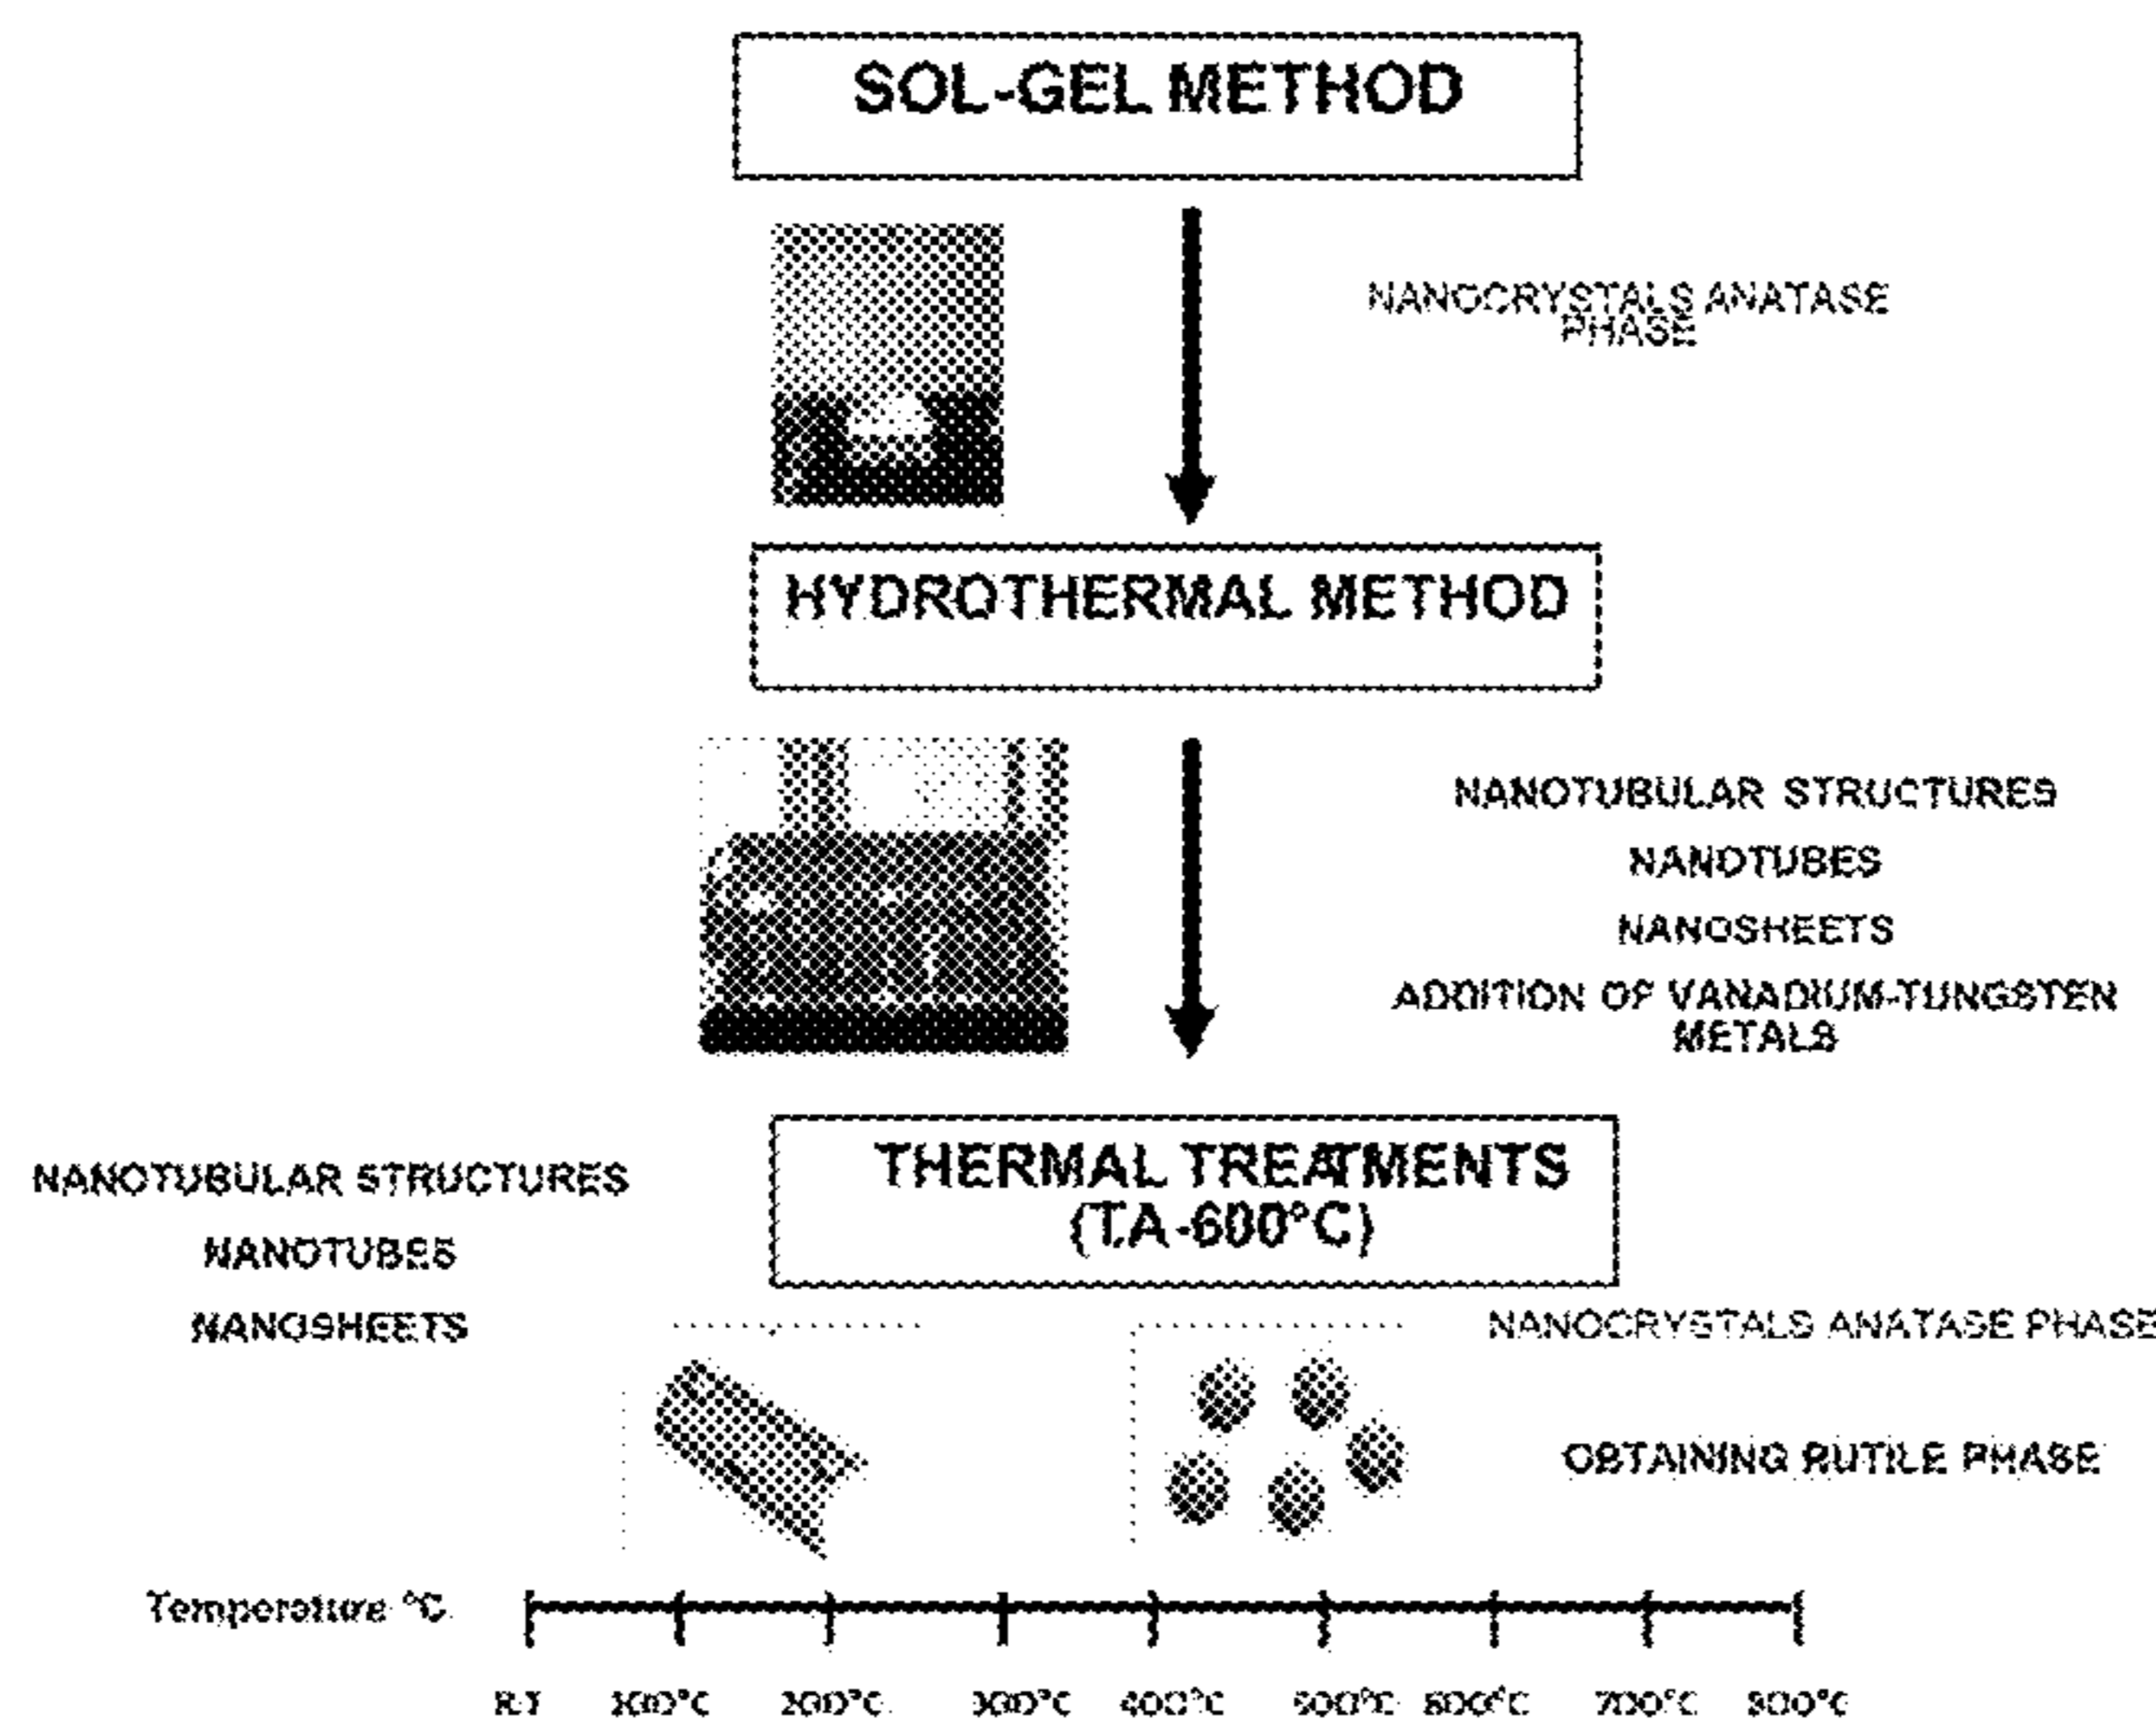 SOL-GEL METHOD
NANOCRYSTALS ANATASE
PHASE
HYDROTHERMAL METHOD
NANOTUBULAR STRUCTURES
NANOTUBES
NANOSHEETS
ADDITION OF VANADIUM-TUNGSTEN
METALS
THERMAL TREATMENTS
(T.A-600°C)
NANOTUBULAR STRUCTURES
NANOTUBES
NANOSHEETS
NANOCRYSTALS ANATASE PHASE
OBTAINING RUTILE PHASE
Temperature °C
RT 100°C 200°C 300°C 400°C 500°C 600°C 700°C 800°C